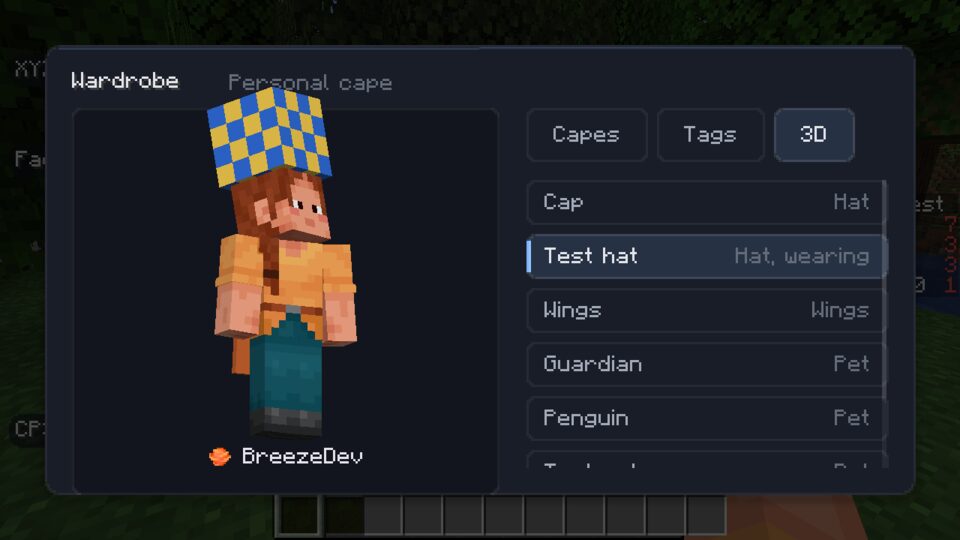 Wardrobe Personal cape
Capes Tags 3D
Cap Hat
Test hat Hat, wearing
Wings Wings
Guardian Pet
Penguin Pet
BreezeDev